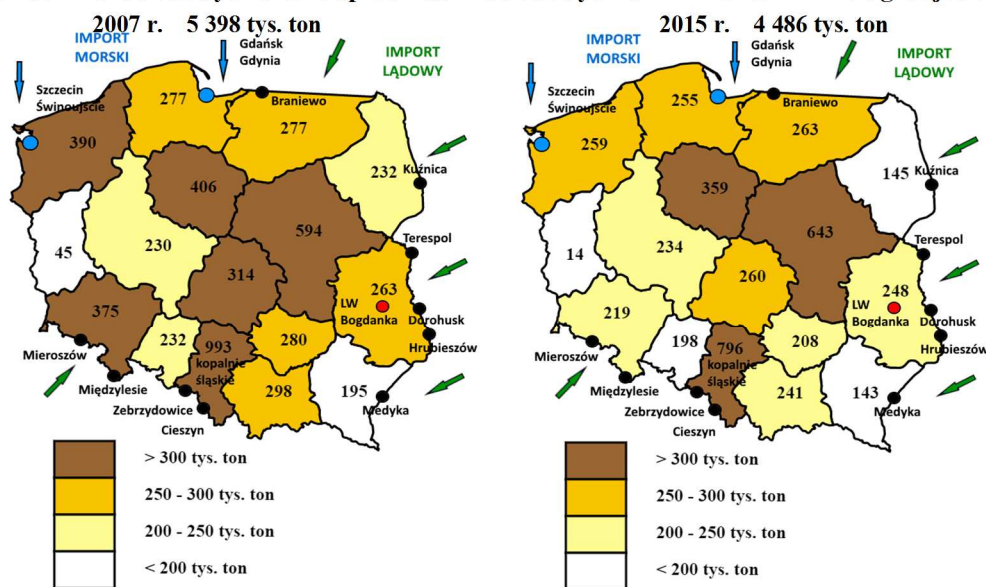 2007 r. 5 398 tys. ton
IMPORT
MORSKI
Gdańsk
Gdynia
IMPORT
LĄDOWY
Szczecin
Świnoujście
Braniewo
277
277
390
232
Kuźnica
406
594
45
230
Terespol
314
263
LW
Bogdanka
375
Dorohusk
232
993
280
Hrubieszów
kopalnie
śląskie
Mieroszów
298
195
Międzylesie
Medyka
Zebrzydowice
Cieszyn
> 300 tys. ton
250 - 300 tys. ton
200 - 250 tys. ton
< 200 tys. ton
2015 r. 4 486 tys. ton
IMPORT
MORSKI
Gdańsk
Gdynia
IMPORT
LĄDOWY
Szczecin
Świnoujście
Braniewo
255
263
259
145
Kuźnica
359
643
14
234
Terespol
260
248
LW
Bogdanka
219
Dorohusk
198
796
208
Hrubieszów
kopalnie
śląskie
Mieroszów
241
143
Międzylesie
Medyka
Zebrzydowice
Cieszyn
> 300 tys. ton
250 - 300 tys. ton
200 - 250 tys. ton
< 200 tys. ton